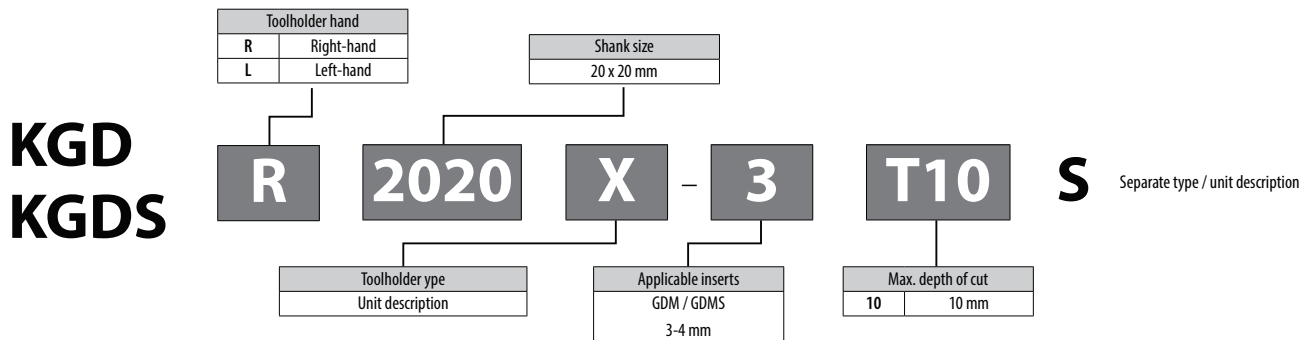 Toolholder hand
R Right-hand
L Left-hand
Shank size
20 x 20 mm
KGD
KGDS
R 2020 X – 3 T10 S Separate type / unit description
Toolholder ype
Unit description
Applicable inserts
GDM / GDMS
3-4 mm
Max. depth of cut
10 10 mm